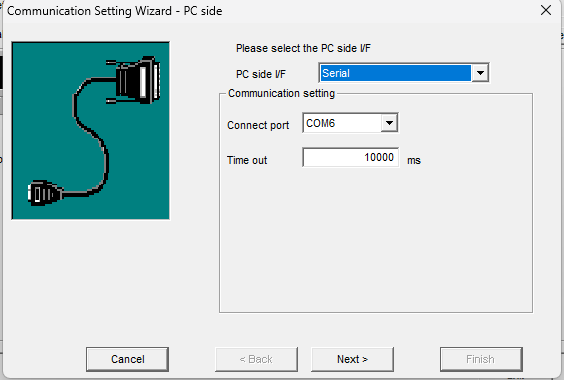 Communication Setting Wizard - PC side
Please select the PC side I/F
PC side I/F Serial
Communication setting
Connect port COM6
Time out 10000 ms
Cancel < Back Next > Finish